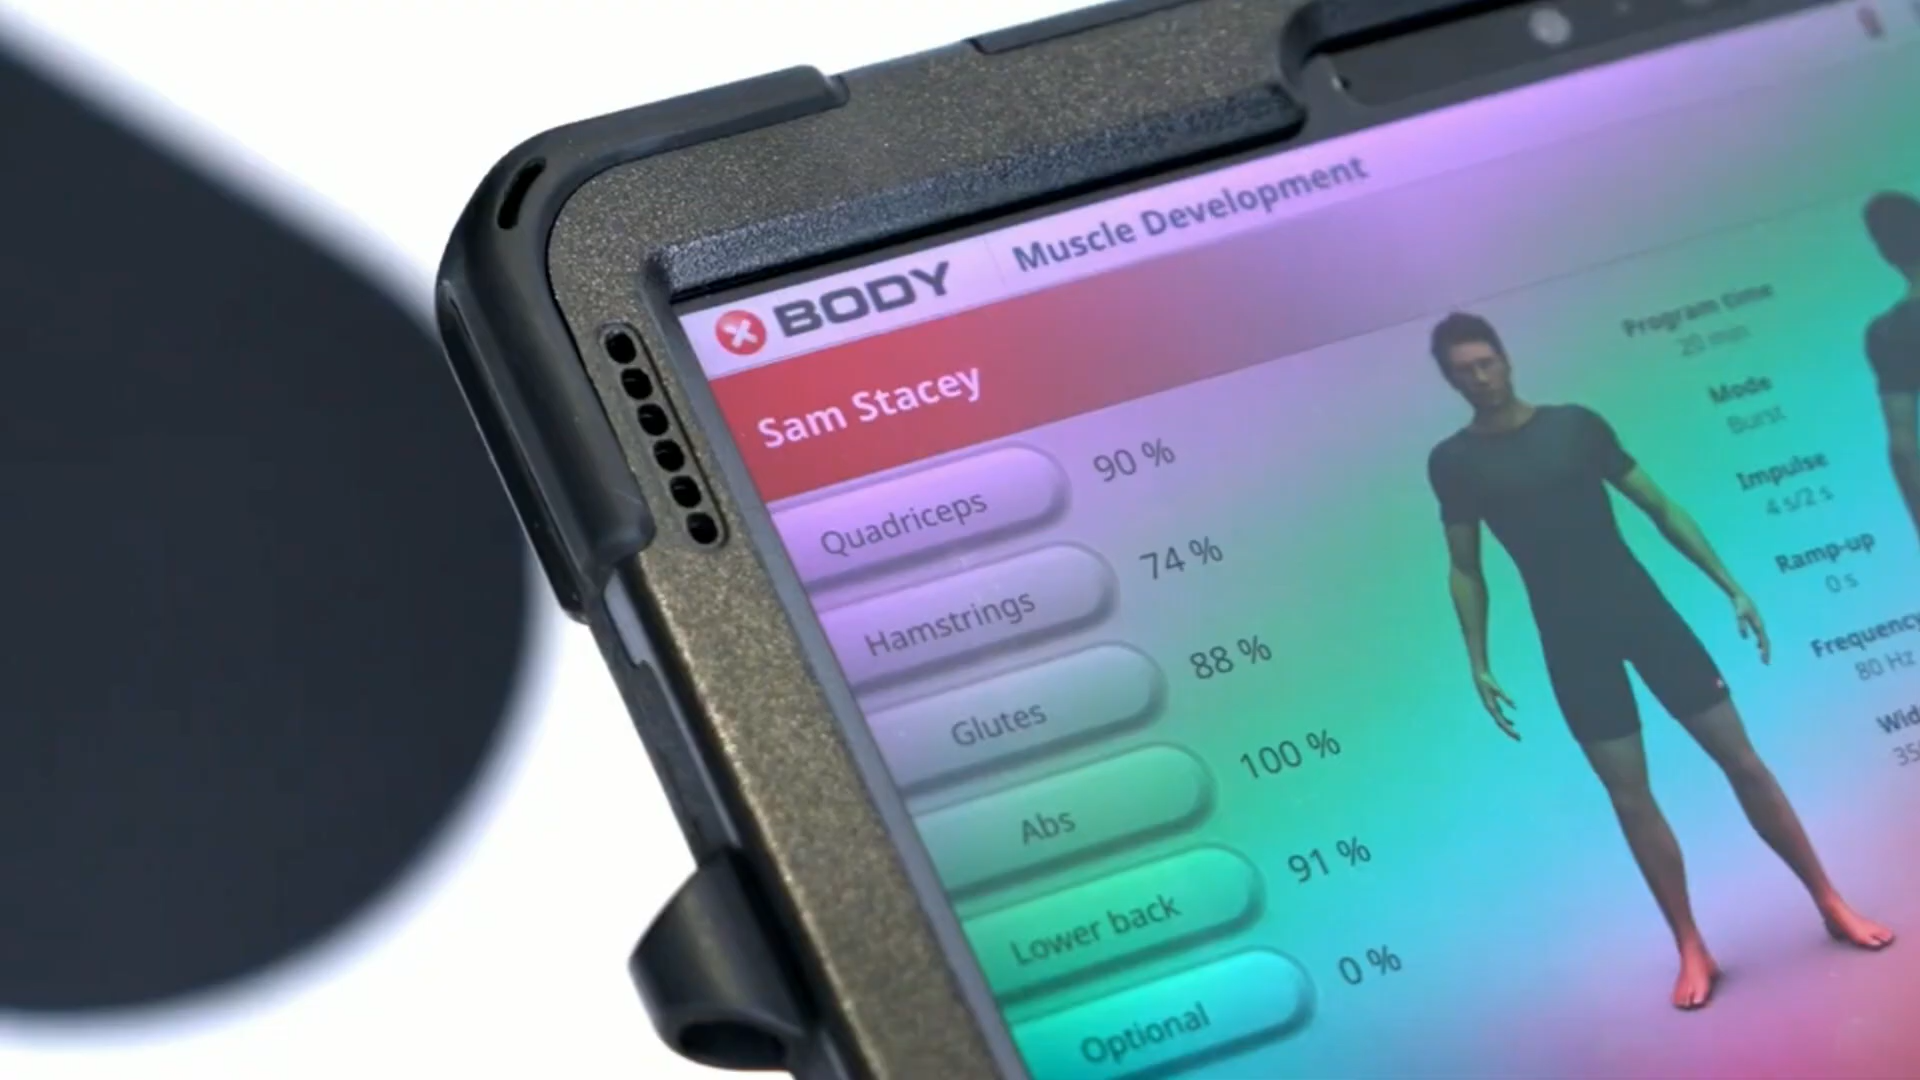 X BODY
Muscle Development
Sam Stacey
Quadriceps 90 %
Hamstrings 74 %
Glutes 88 %
Abs 100 %
Lower back 91 %
Optional 0 %
Program time
20 min
Mode
Burst
Impulse
4 s/2 s
Ramp-up
0 s
Frequency
80 Hz